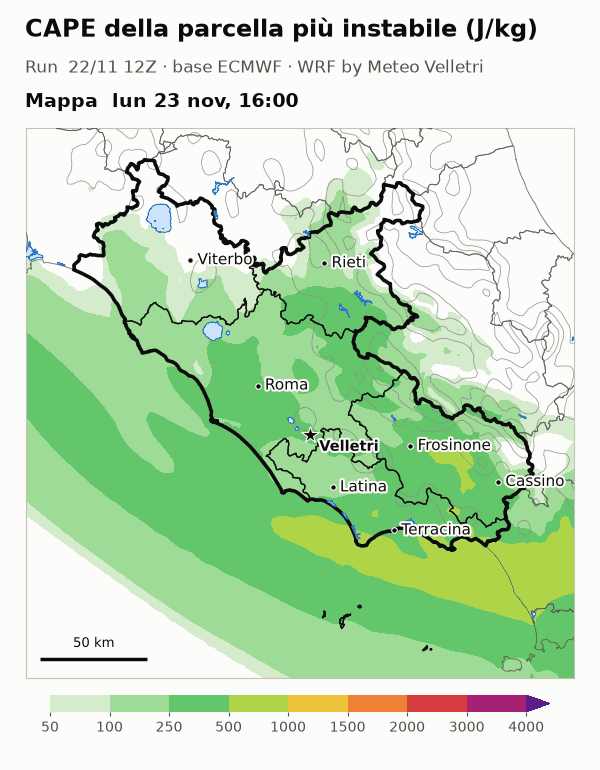 CAPE della parcella più instabile (J/kg)
Run  22/11 12Z · base ECMWF · WRF by Meteo Velletri
Mappa  lun 23 nov, 16:00
Viterbo
Rieti
Roma
Velletri
Frosinone
Cassino
Latina
Terracina
50 km
50 100 250 500 1000 1500 2000 3000 4000